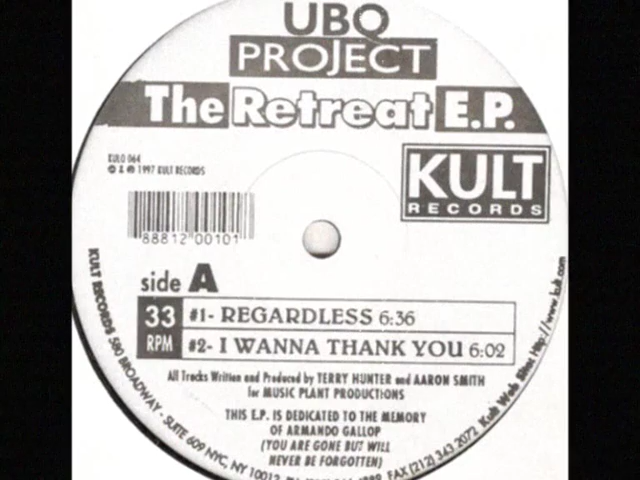 UBQ
PROJECT
The Retreat E.P.
KULO 064
© & ℗ 1997 KULT RECORDS
KULT
RECORDS
88812 00101
side A
33
RPM
#1- REGARDLESS 6:36
#2- I WANNA THANK YOU 6:02
All Tracks Written and Produced by TERRY HUNTER and AARON SMITH
for MUSIC PLANT PRODUCTIONS
THIS E.P. IS DEDICATED TO THE MEMORY
OF ARMANDO GALLOP
(YOU ARE GONE BUT WILL
NEVER BE FORGOTTEN)
KULT RECORDS 580 BROADWAY - SUITE 609 NYC, NY 10012 FAX (212) 343 2072 Kult Web Site: http://www.kult.com